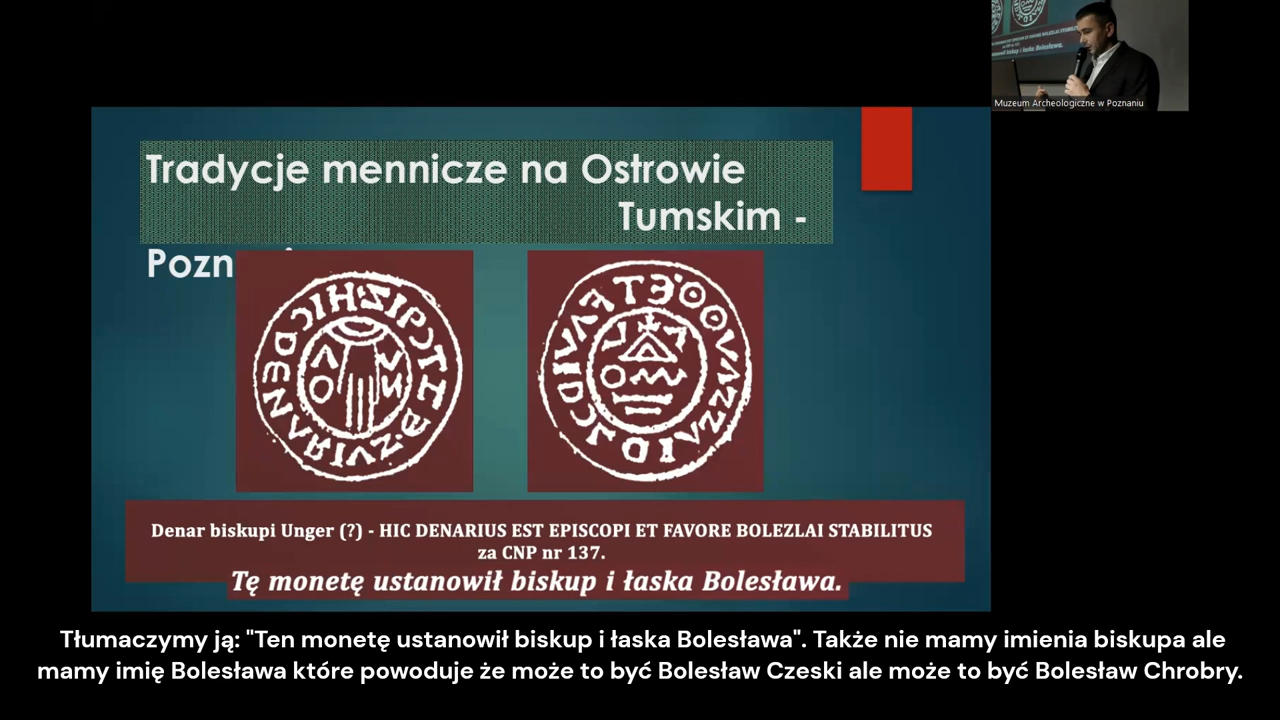 Tradycje mennicze na Ostrowie
Tumskim -
Denar biskupi Unger (?) - HIC DENARIUS EST EPISCOPI ET FAVORE BOLEZLAI STABILITUS
za CNP nr 137.
Tę monetę ustanowił biskup i łaska Bolesława.
Muzeum Archeologiczne w Poznaniu
Tłumaczymy ją: "Ten monetę ustanowił biskup i łaska Bolesława". Także nie mamy imienia biskupa ale
mamy imię Bolesława które powoduje że może to być Bolesław Czeski ale może to być Bolesław Chrobry.